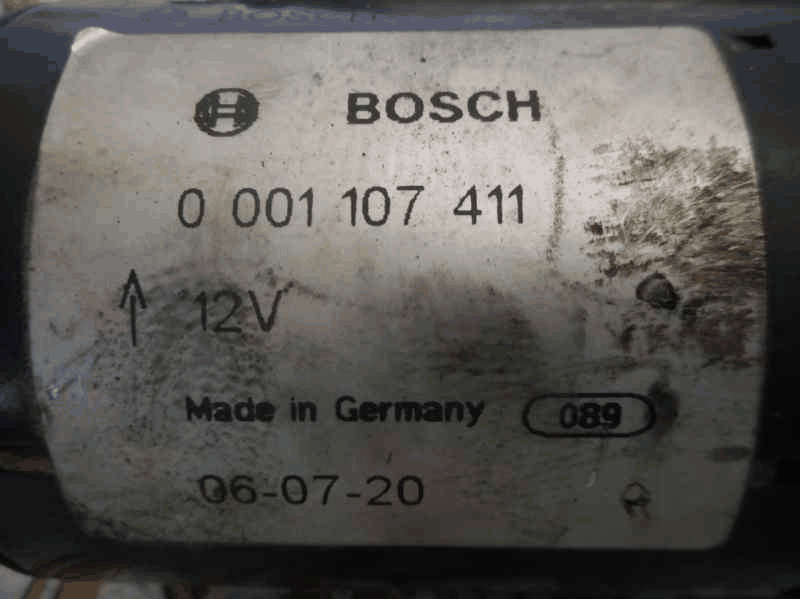 BOSCH
0 001 107 411
12V
Made in Germany 089
06-07-20